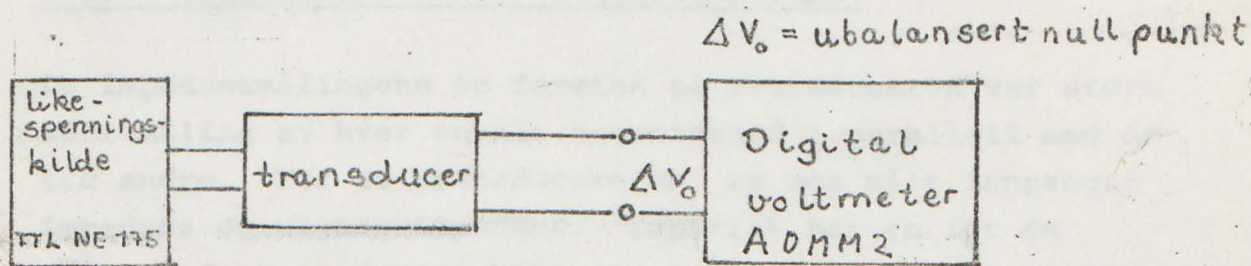 ΔV₀ = ubalansert null punkt
Like-
spennings-
kilde
TTL NE 175
transducer
ΔV₀
Digital
voltmeter
ADMM2